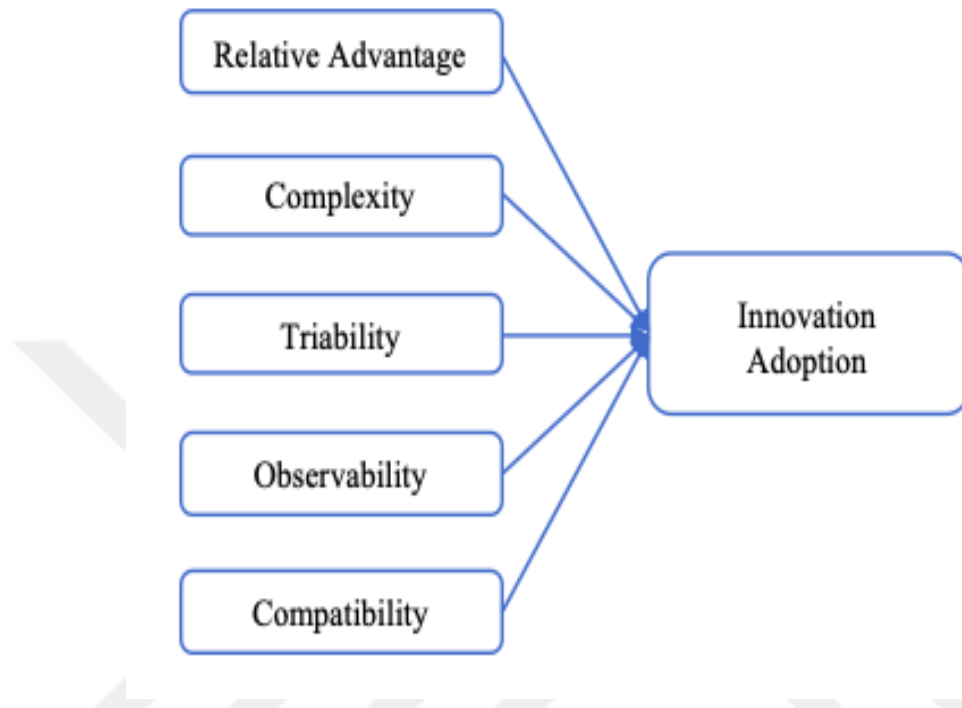 Relative Advantage
Complexity
Triability
Observability
Compatibility
Innovation
Adoption